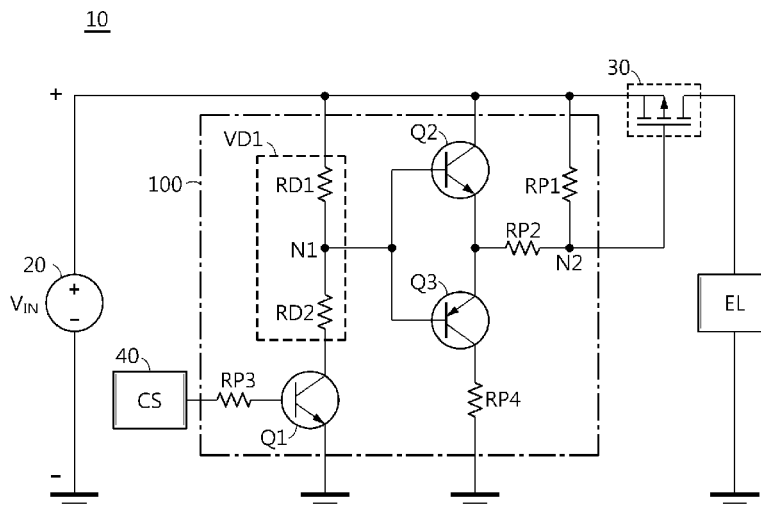 10
+
30
VD1
Q2
100
RD1
RP1
RP2
N1
N2
20
Q3
VIN
+
−
RD2
EL
40
RP3
CS
RP4
Q1
−